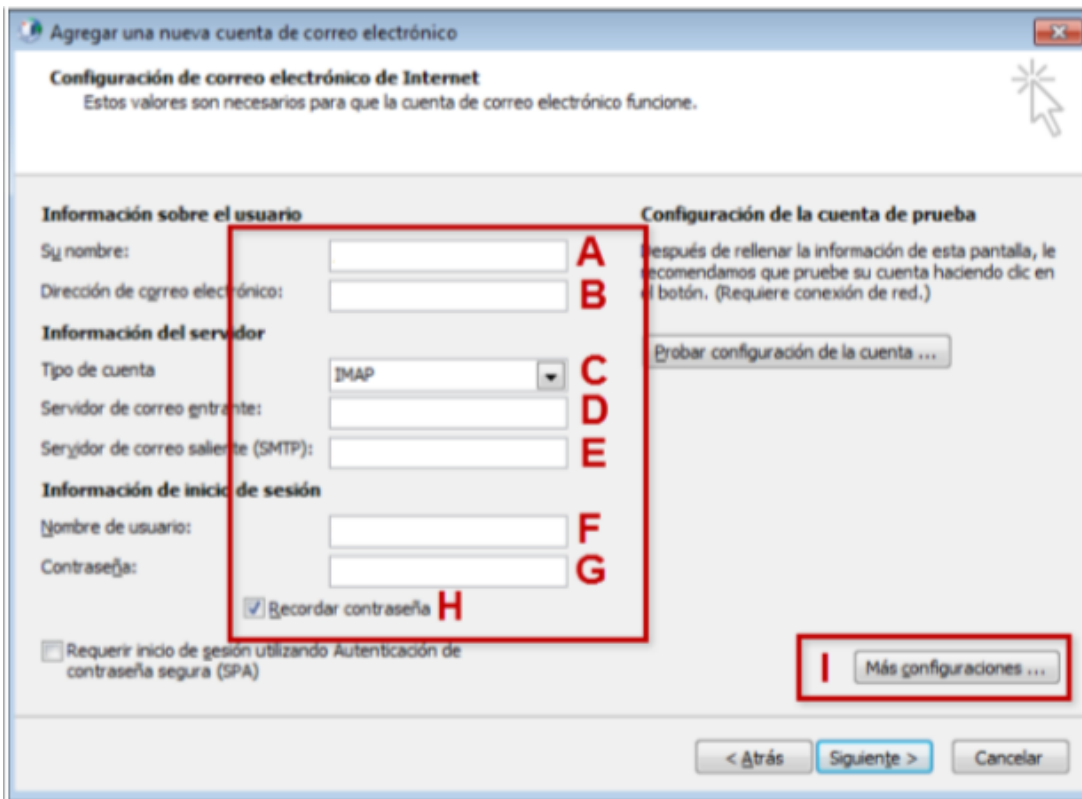 Agregar una nueva cuenta de correo electrónico
Configuración de correo electrónico de Internet
Estos valores son necesarios para que la cuenta de correo electrónico funcione.
Información sobre el usuario
Su nombre:
A
Dirección de correo electrónico:
B
Información del servidor
Tipo de cuenta
IMAP
C
Servidor de correo entrante:
D
Servidor de correo saliente (SMTP):
E
Información de inicio de sesión
Nombre de usuario:
F
Contraseña:
G
Recordar contraseña H
Requerir inicio de sesión utilizando Autenticación de
contraseña segura (SPA)
Configuración de la cuenta de prueba
Después de rellenar la información de esta pantalla, le
recomendamos que pruebe su cuenta haciendo clic en
el botón. (Requiere conexión de red.)
Probar configuración de la cuenta ...
I
Más configuraciones ...
< Atrás
Siguiente >
Cancelar